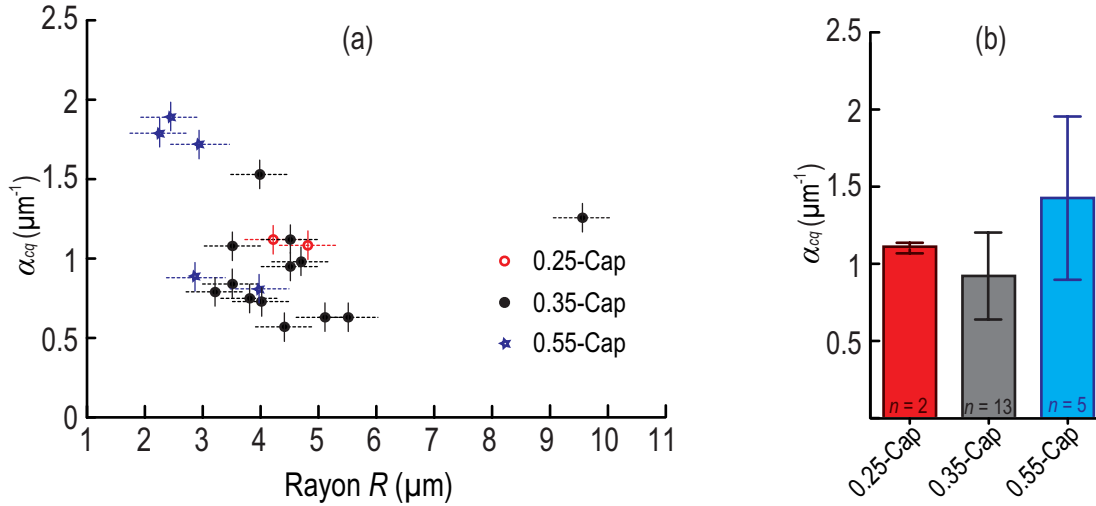 (a)
2.5
2
1.5
1
0.5
0
αcq (µm-1)
1 2 3 4 5 6 7 8 9 10 11
Rayon R (µm)
0.25-Cap
0.35-Cap
0.55-Cap
(b)
2.5
2
1.5
1
0.5
αcq (µm-1)
n = 2 n = 13 n = 5
0.25-Cap 0.35-Cap 0.55-Cap